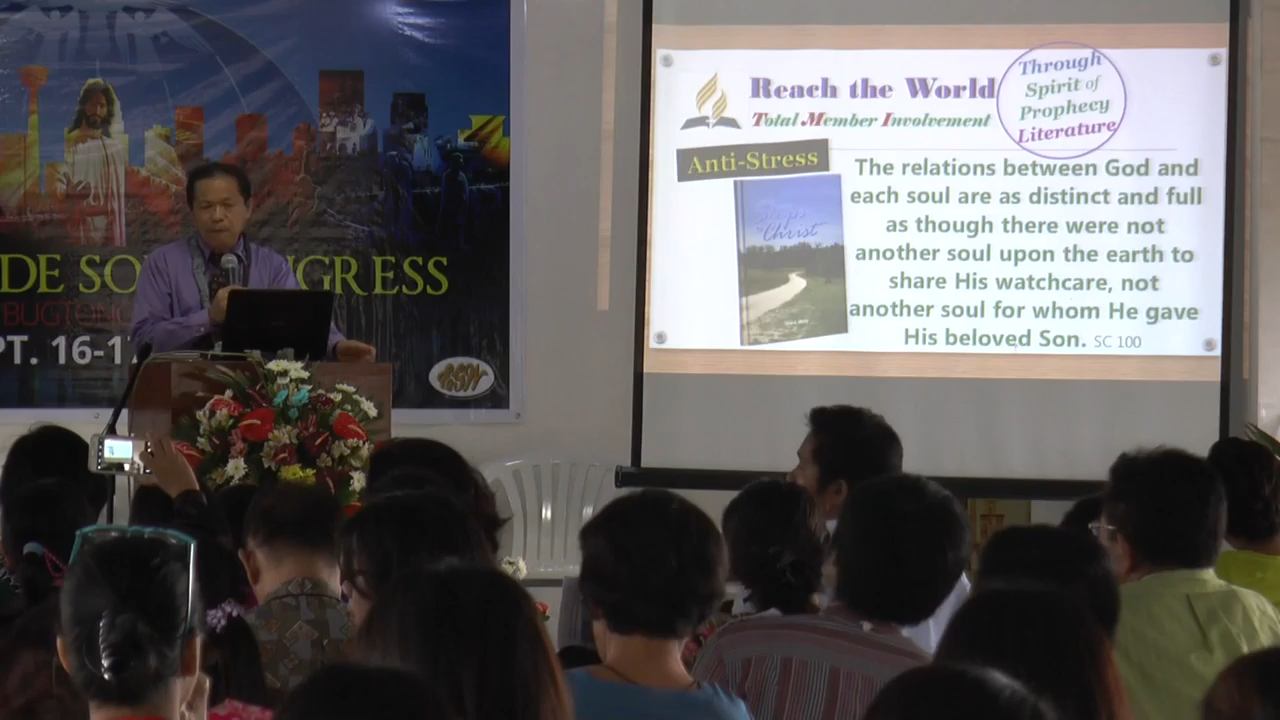 DE SO
GRESS
BUGTONG
PT. 16-17
Reach the World
Total Member Involvement
Through
Spirit of
Prophecy
Literature
Anti-Stress
Steps
to
Christ
The relations between God and
each soul are as distinct and full
as though there were not
another soul upon the earth to
share His watchcare, not
another soul for whom He gave
His beloved Son. SC 100